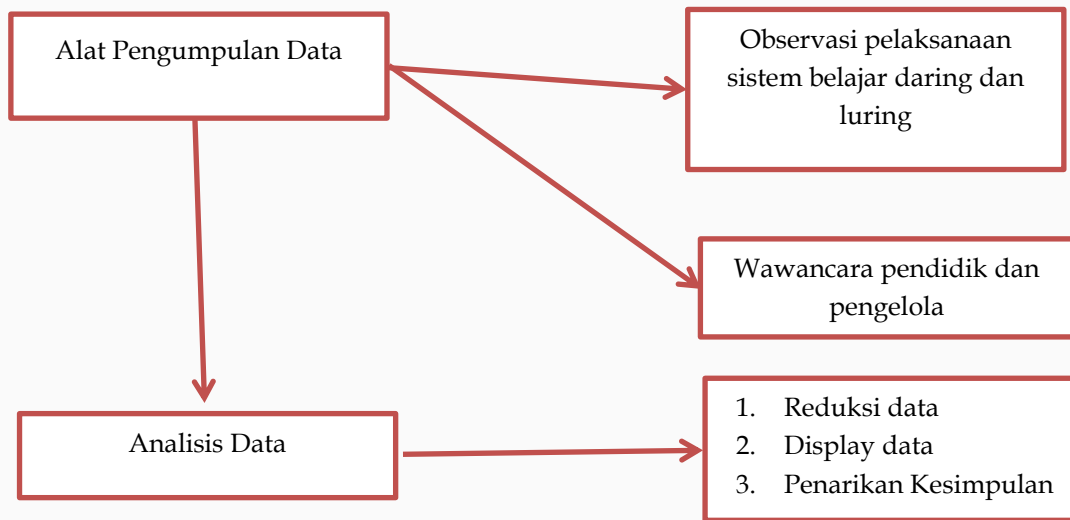 Alat Pengumpulan Data
Observasi pelaksanaan
sistem belajar daring dan
luring
Wawancara pendidik dan
pengelola
Analisis Data
1. Reduksi data
2. Display data
3. Penarikan Kesimpulan